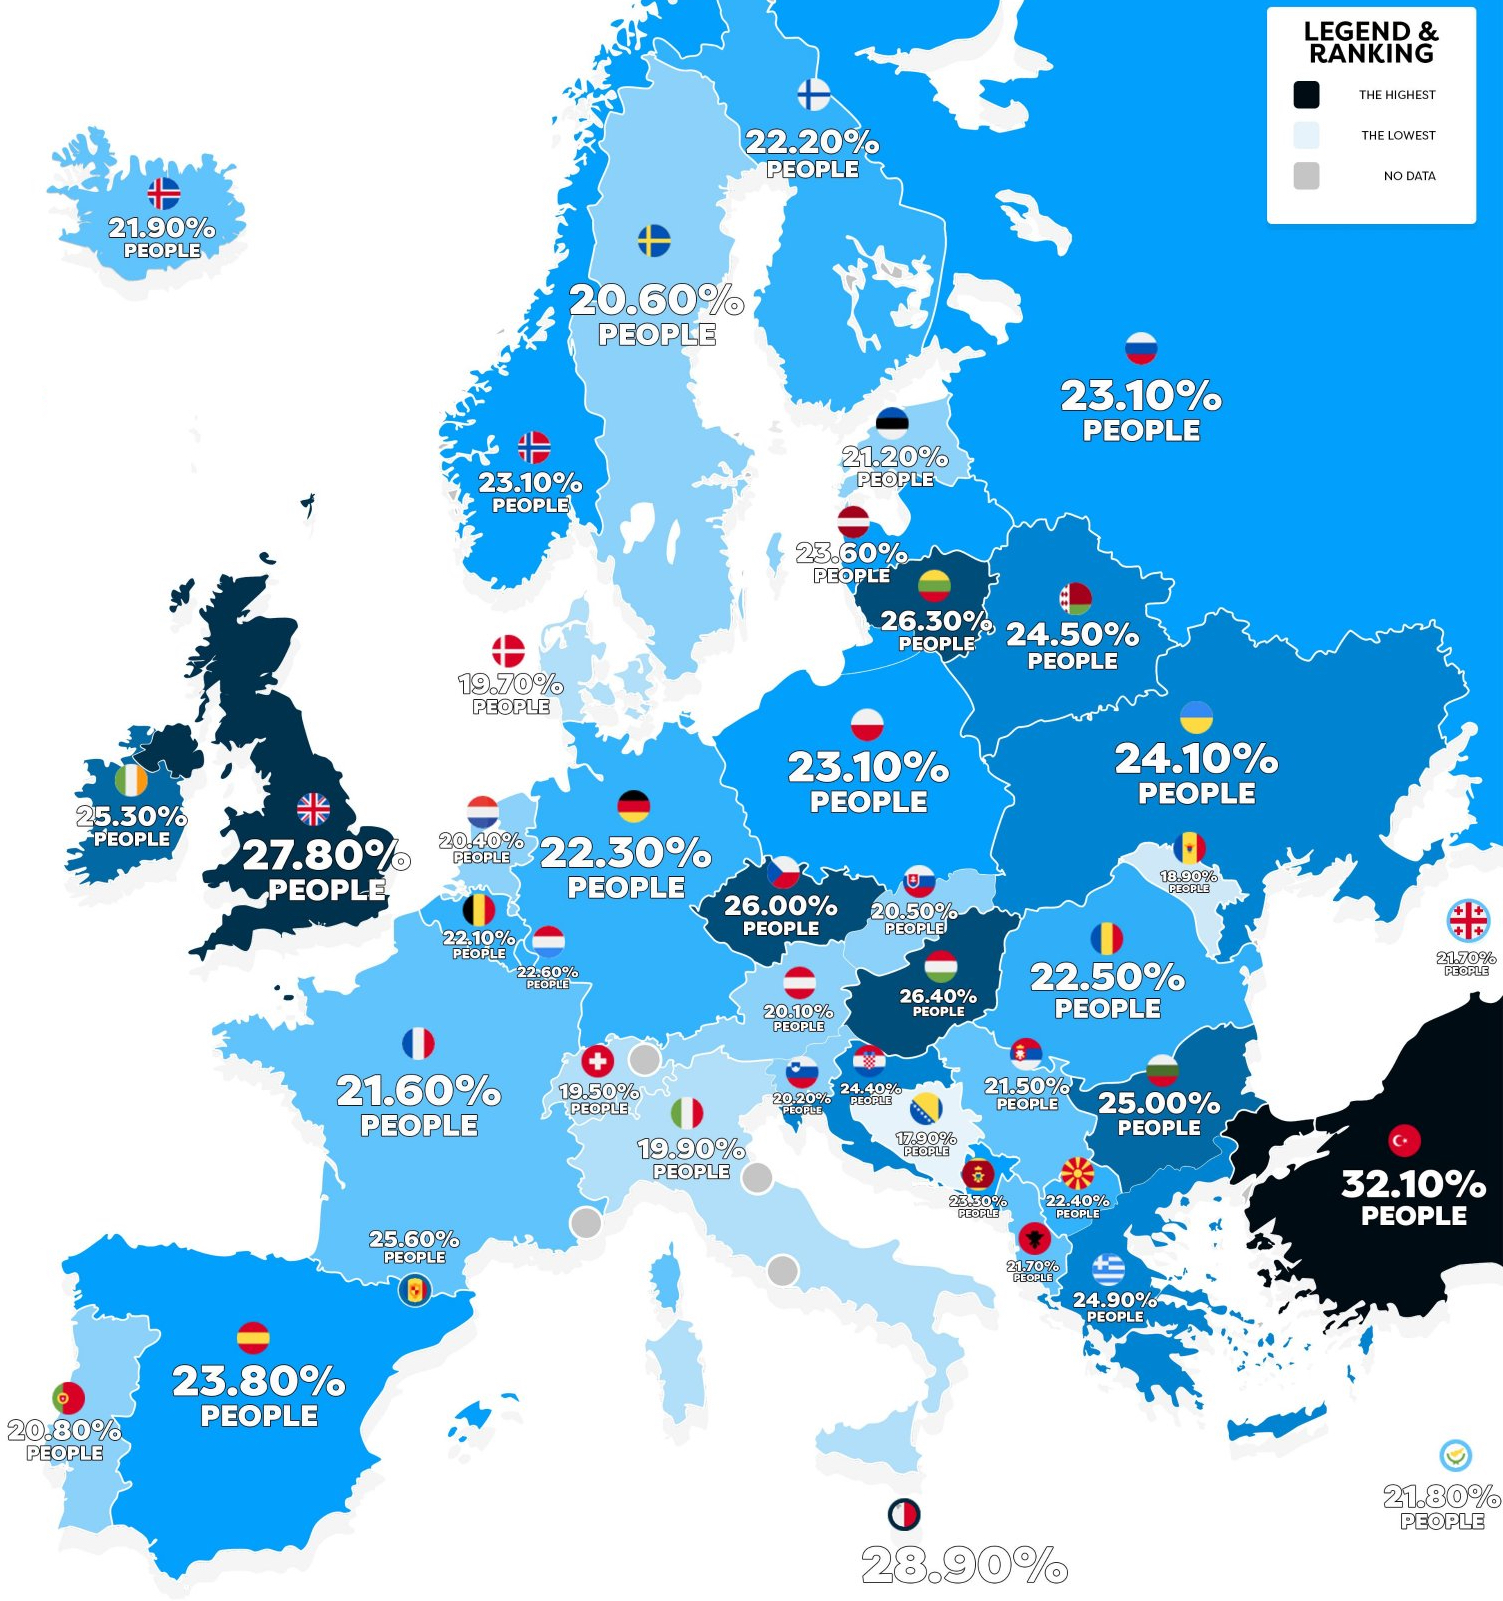 LEGEND &
RANKING
THE HIGHEST
THE LOWEST
NO DATA
22.20%
PEOPLE
21.90%
PEOPLE
20.60%
PEOPLE
23.10%
PEOPLE
21.20%
PEOPLE
23.10%
PEOPLE
23.60%
PEOPLE
26.30%
PEOPLE
24.50%
PEOPLE
19.70%
PEOPLE
23.10%
PEOPLE
24.10%
PEOPLE
25.30%
PEOPLE
27.80%
PEOPLE
20.40%
PEOPLE
22.30%
PEOPLE
18.90%
PEOPLE
26.00%
PEOPLE
20.50%
PEOPLE
22.10%
PEOPLE
22.60%
PEOPLE
21.70%
PEOPLE
22.50%
PEOPLE
26.40%
PEOPLE
20.10%
PEOPLE
21.60%
PEOPLE
19.50%
PEOPLE
20.20%
PEOPLE
24.40%
PEOPLE
21.50%
PEOPLE
25.00%
PEOPLE
17.90%
PEOPLE
19.90%
PEOPLE
32.10%
PEOPLE
23.30%
PEOPLE
22.40%
PEOPLE
25.60%
PEOPLE
21.70%
PEOPLE
24.90%
PEOPLE
23.80%
PEOPLE
20.80%
PEOPLE
21.80%
PEOPLE
28.90%